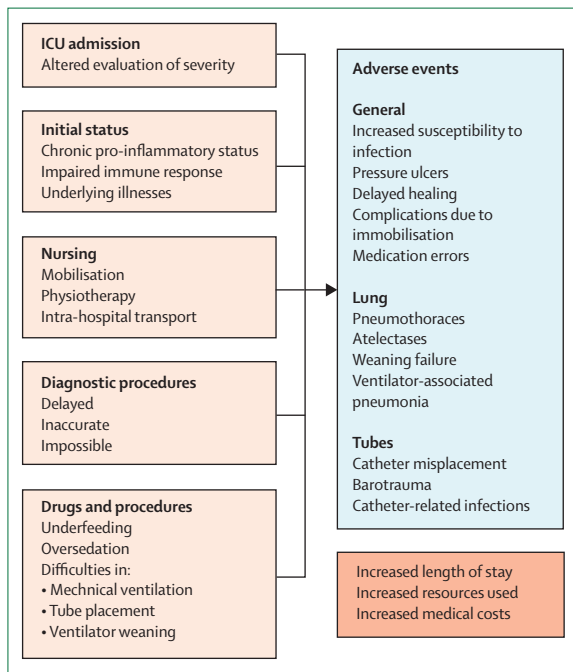 ICU admission
Altered evaluation of severity
Initial status
Chronic pro-inflammatory status
Impaired immune response
Underlying illnesses
Nursing
Mobilisation
Physiotherapy
Intra-hospital transport
Diagnostic procedures
Delayed
Inaccurate
Impossible
Drugs and procedures
Underfeeding
Oversedation
Difficulties in:
• Mechnical ventilation
• Tube placement
• Ventilator weaning
Adverse events
General
Increased susceptibility to
infection
Pressure ulcers
Delayed healing
Complications due to
immobilisation
Medication errors
Lung
Pneumothoraces
Atelectases
Weaning failure
Ventilator-associated
pneumonia
Tubes
Catheter misplacement
Barotrauma
Catheter-related infections
Increased length of stay
Increased resources used
Increased medical costs